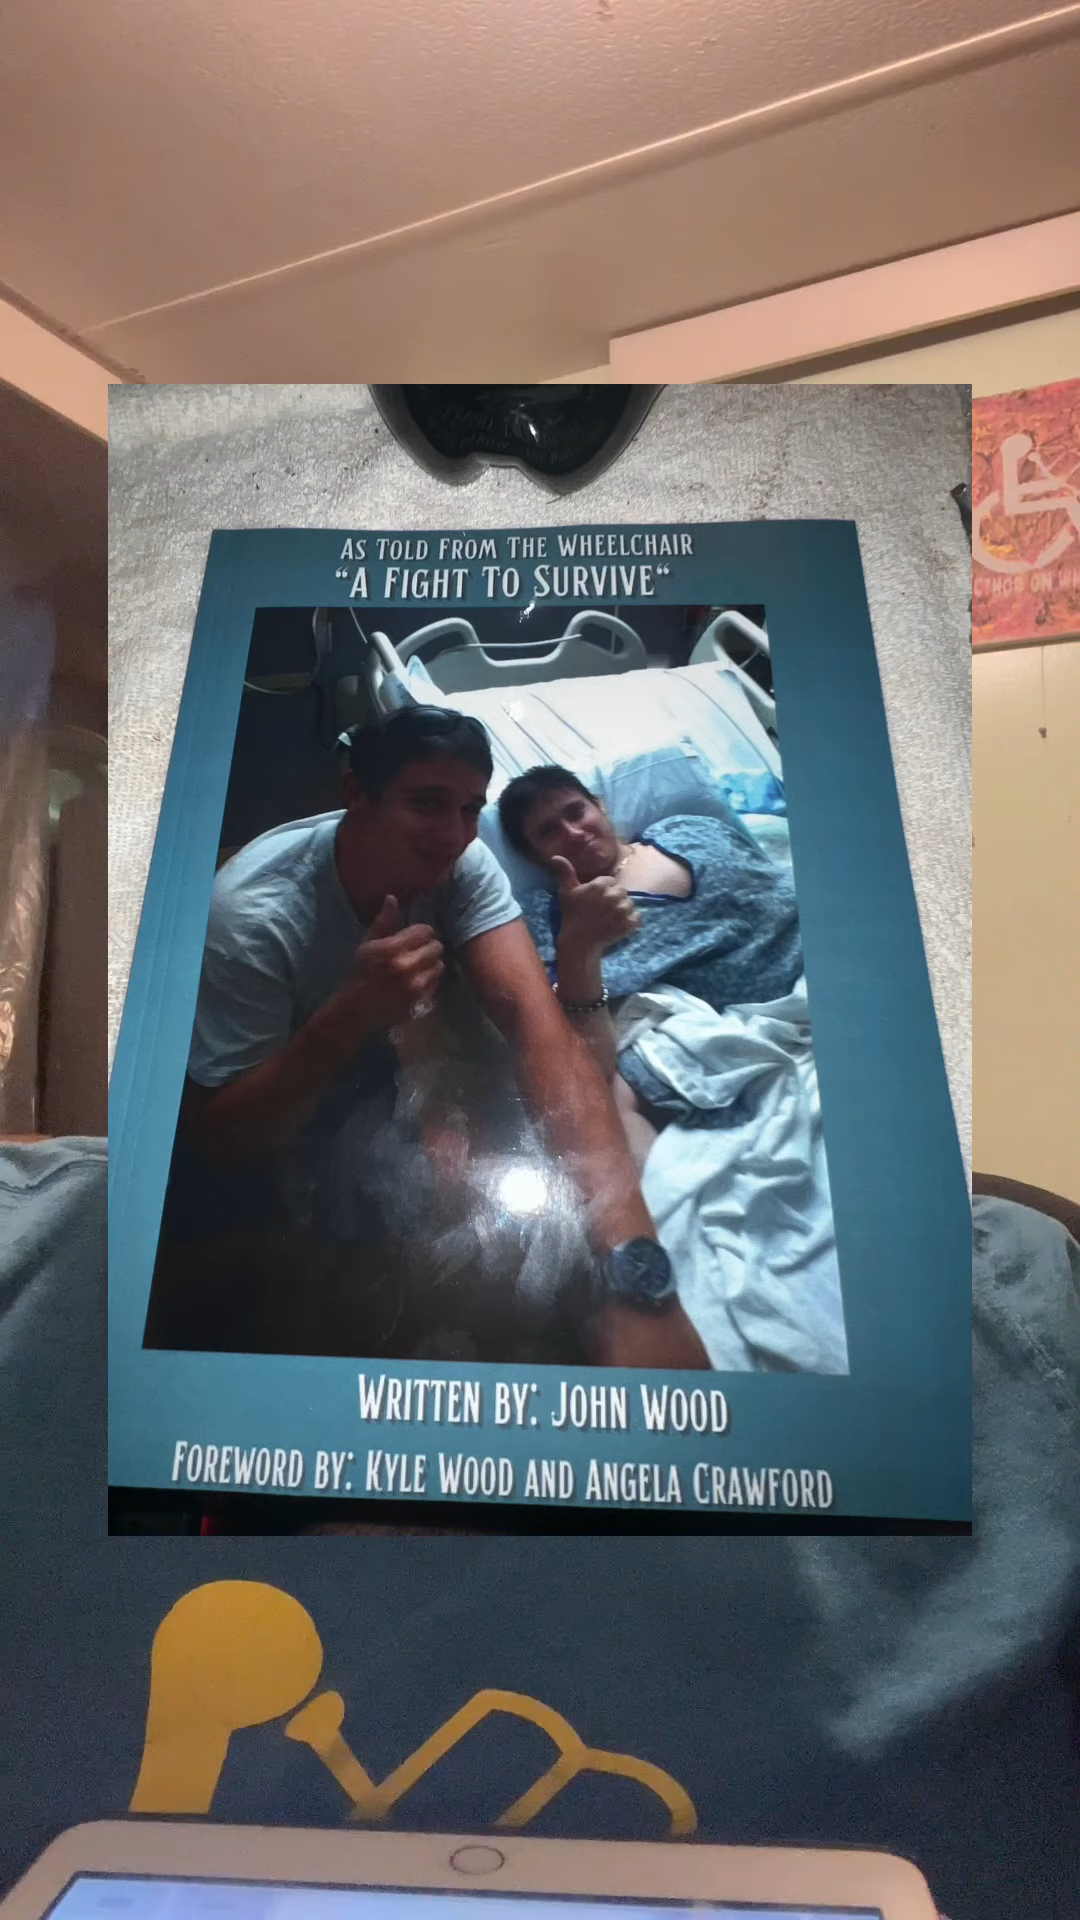 AS TOLD FROM THE WHEELCHAIR
"A FIGHT TO SURVIVE"
ON
WRITTEN BY: JOHN WOOD
FOREWORD BY: KYLE WOOD AND ANGELA CRAWFORD